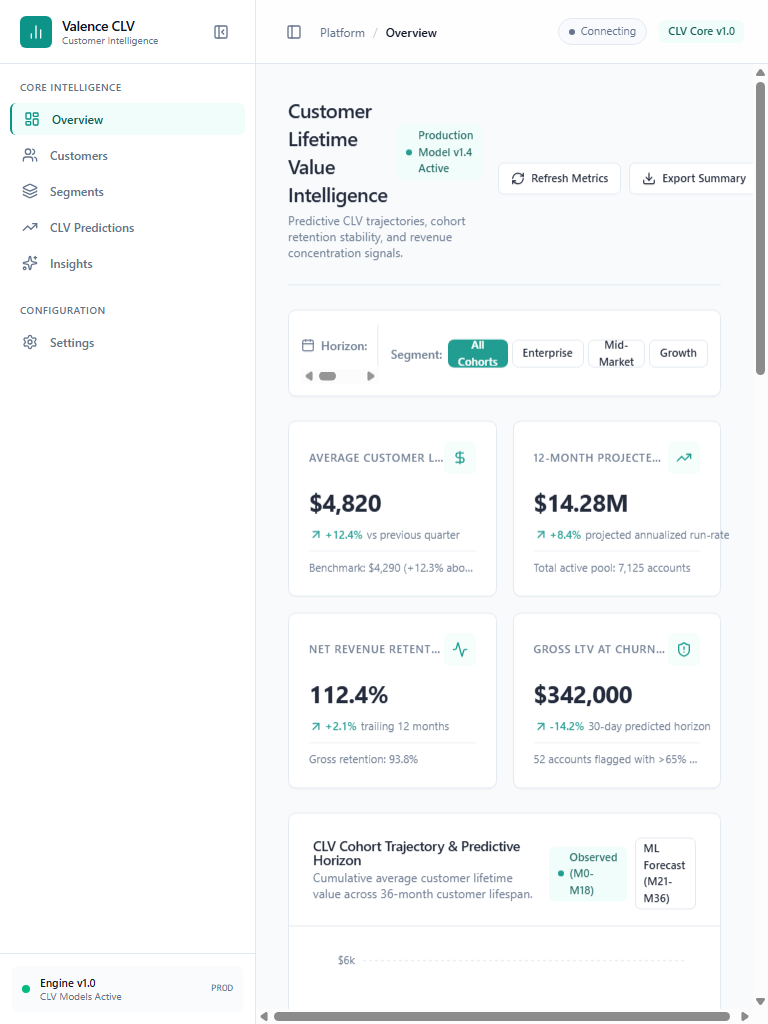 Valence CLV
Customer Intelligence
CORE INTELLIGENCE
Overview
Customers
Segments
CLV Predictions
Insights
CONFIGURATION
Settings
Engine v1.0
CLV Models Active
PROD
Platform / Overview
Connecting
CLV Core v1.0
Customer
Lifetime
Value
Intelligence
Production
Model v1.4
Active
Predictive CLV trajectories, cohort
retention stability, and revenue
concentration signals.
Refresh Metrics
Export Summary
Horizon:
Segment:
All
Cohorts
Enterprise
Mid-
Market
Growth
AVERAGE CUSTOMER L...
$4,820
+12.4% vs previous quarter
Benchmark: $4,290 (+12.3% abo...
12-MONTH PROJECTE...
$14.28M
+8.4% projected annualized run-rate
Total active pool: 7,125 accounts
NET REVENUE RETENT...
112.4%
+2.1% trailing 12 months
Gross retention: 93.8%
GROSS LTV AT CHURN...
$342,000
-14.2% 30-day predicted horizon
52 accounts flagged with >65% ...
CLV Cohort Trajectory & Predictive
Horizon
Cumulative average customer lifetime
value across 36-month customer lifespan.
Observed
(M0-
M18)
ML
Forecast
(M21-
M36)
$6k